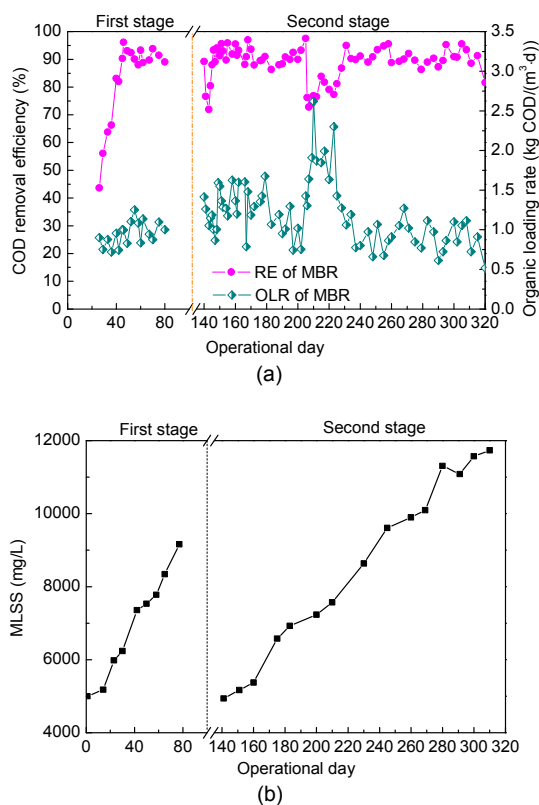 First stage Second stage
COD removal efficiency (%)
100
90
80
70
60
50
40
30
20
10
0
3.5
3.0
2.5
2.0
1.5
1.0
0.5
0.0
Organic loading rate (kg COD/(m³·d))
RE of MBR
OLR of MBR
0 40 80 140 160 180 200 220 240 260 280 300 320
Operational day
(a)
First stage Second stage
MLSS (mg/L)
12000
10000
8000
6000
4000
0 40 80 140 160 180 200 220 240 260 280 300 320
Operational day
(b)